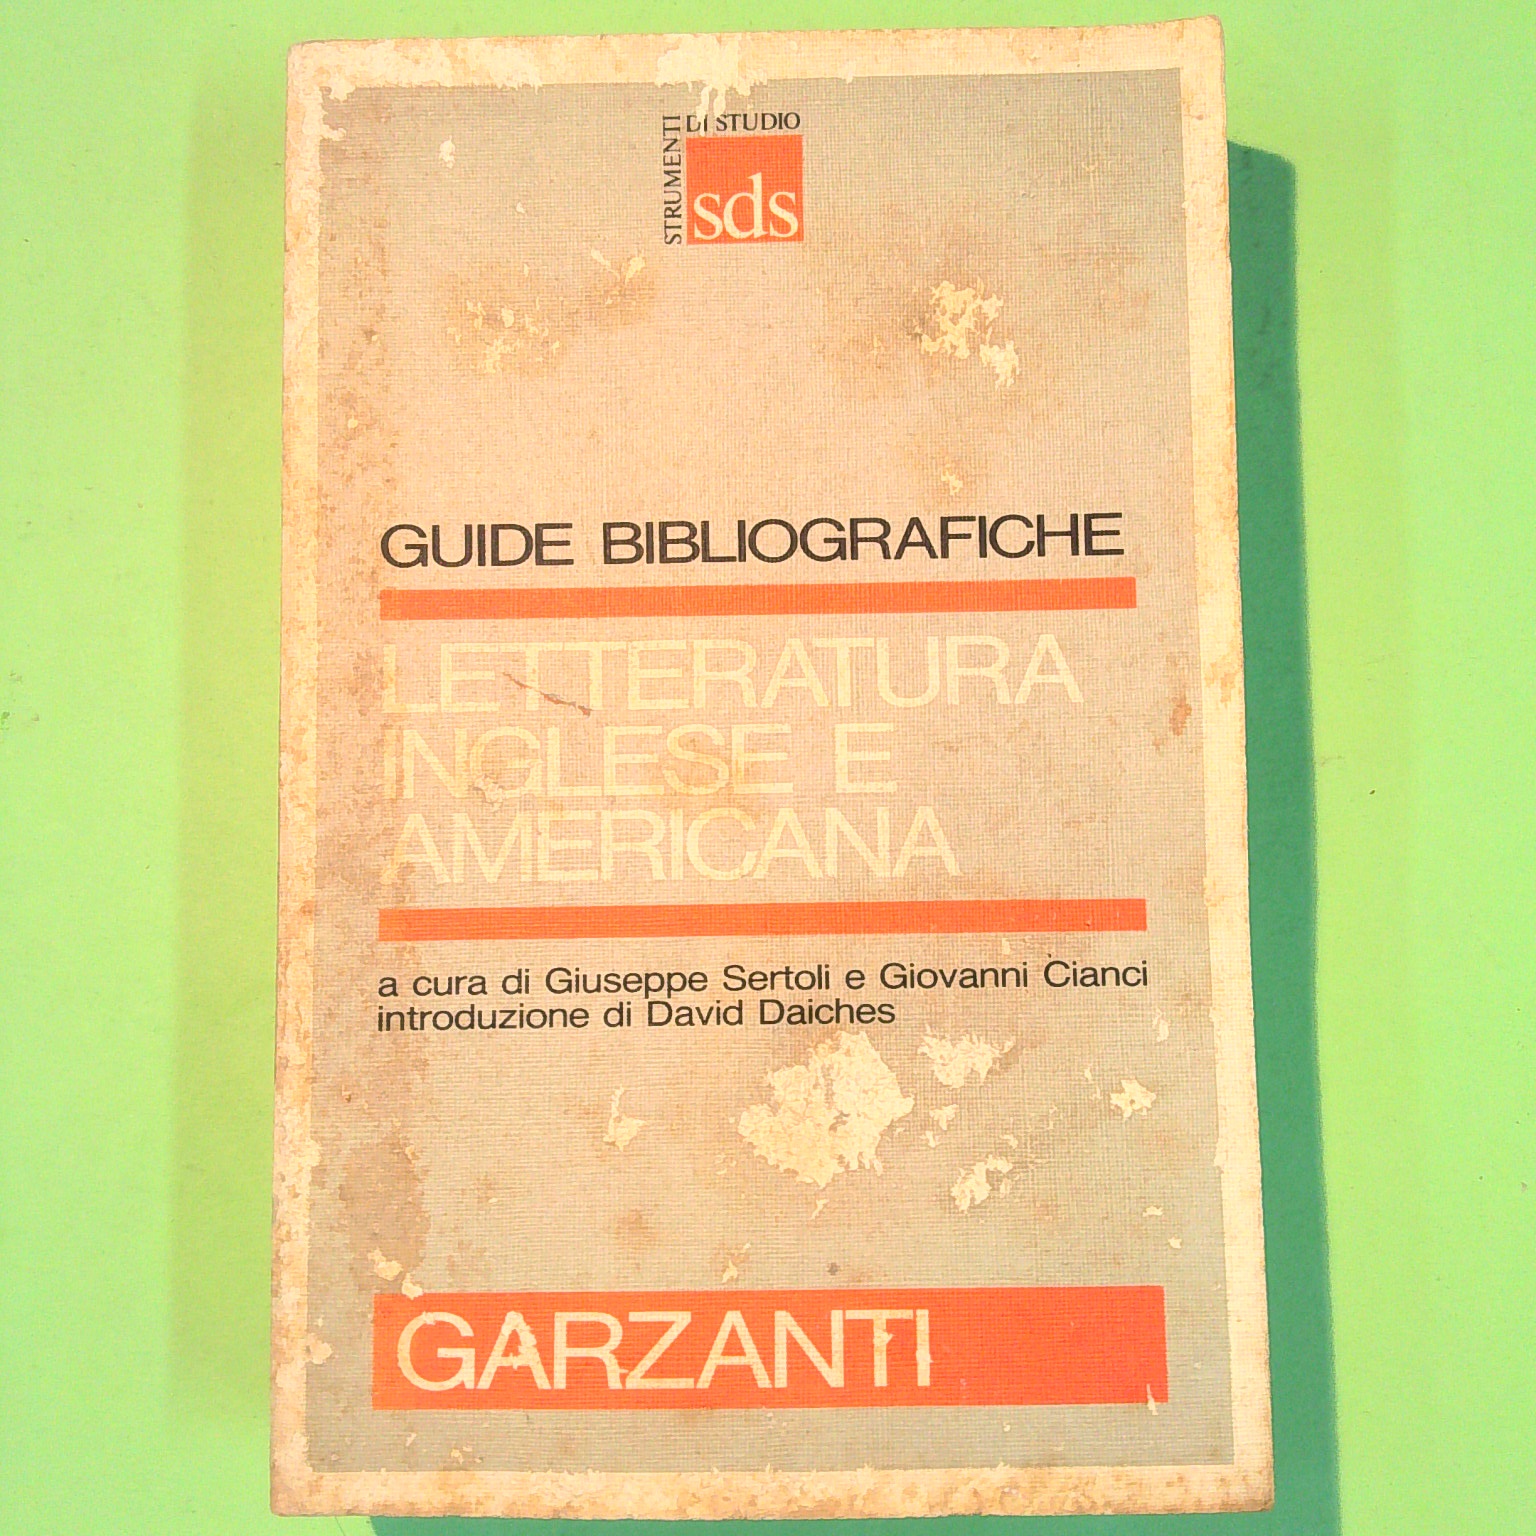 STRUMENTI
DI STUDIO
sds
GUIDE BIBLIOGRAFICHE
LETTERATURA
INGLESE E
AMERICANA
a cura di Giuseppe Sertoli e Giovanni Cianci
introduzione di David Daiches
GARZANTI